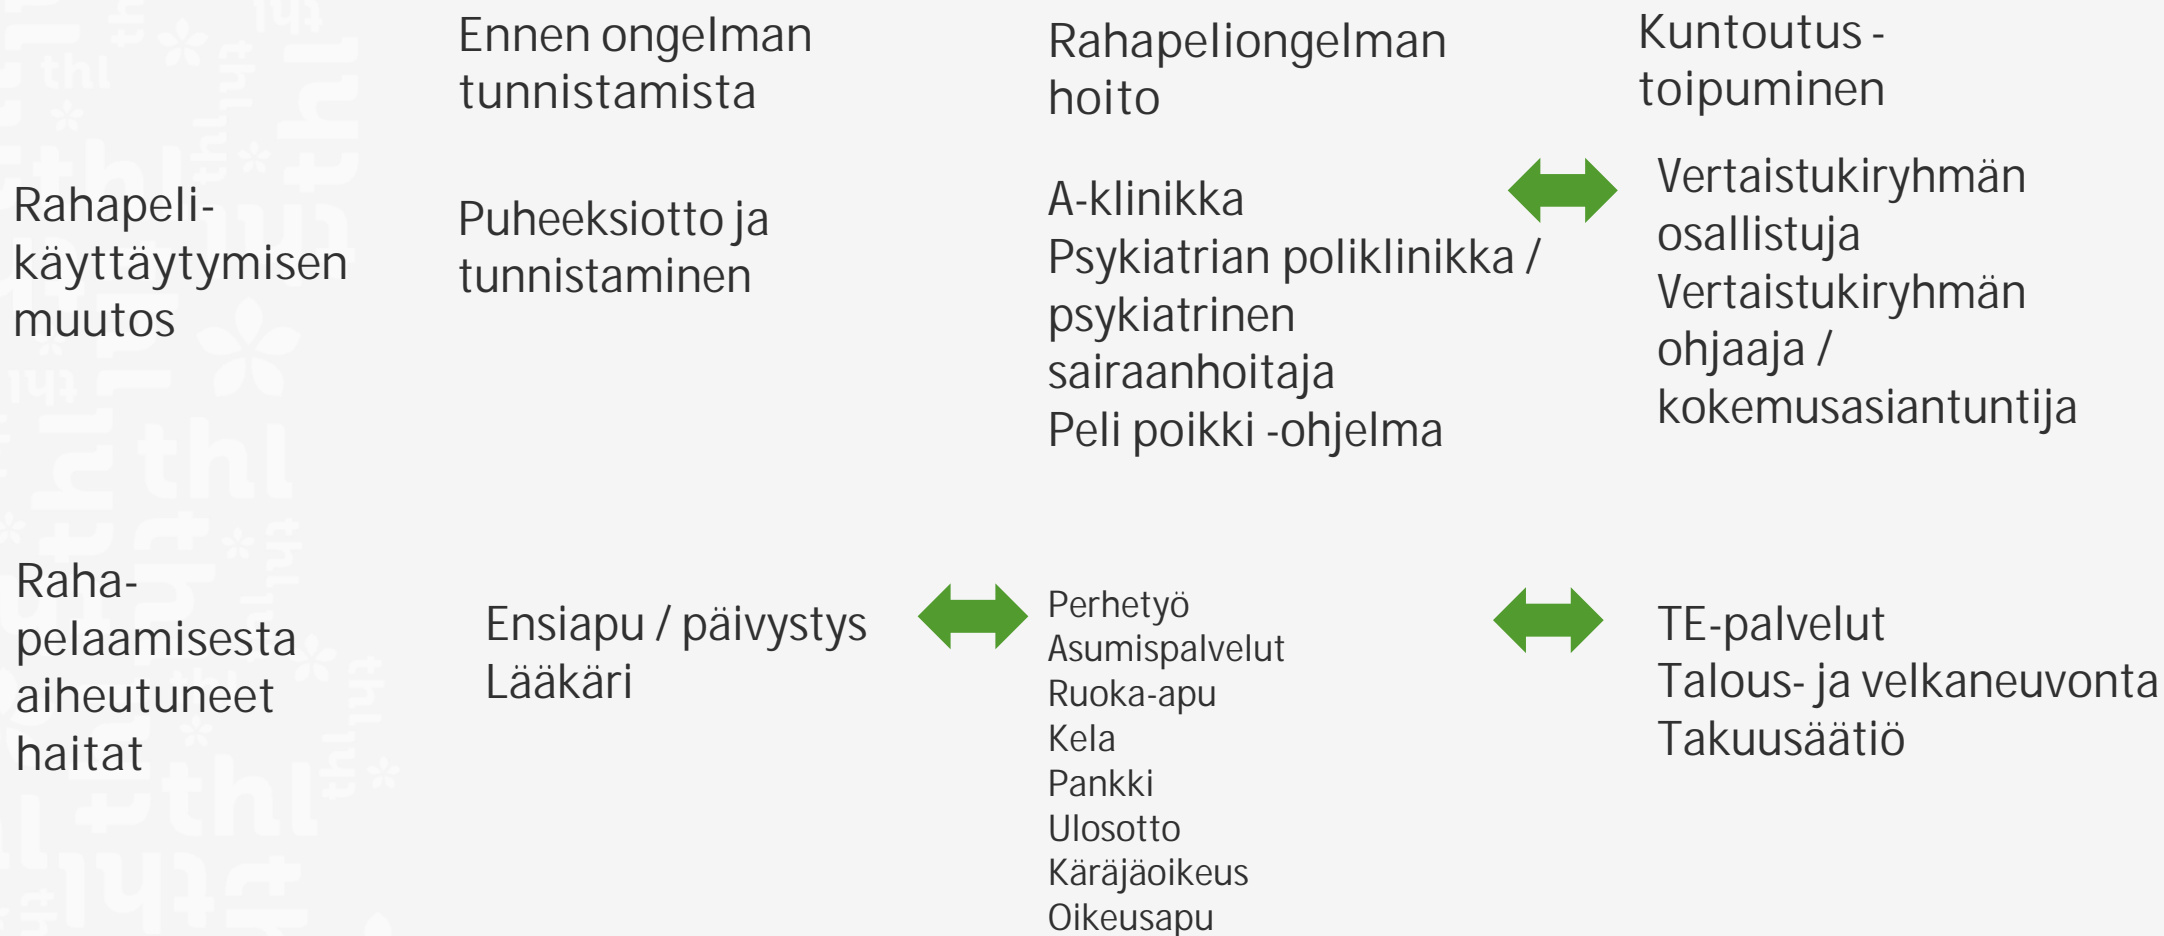 Ennen ongelman
tunnistamista
Rahapeliongelman
hoito
Kuntoutus -
toipuminen
Rahapeli-
käyttäytymisen
muutos
Puheeksiotto ja
tunnistaminen
A-klinikka
Psykiatrian poliklinikka /
psykiatrinen
sairaanhoitaja
Peli poikki -ohjelma
Vertaistukiryhmän
osallistuja
Vertaistukiryhmän
ohjaaja /
kokemusasiantuntija
Raha-
pelaamisesta
aiheutuneet
haitat
Ensiapu / päivystys
Lääkäri
Perhetyö
Asumispalvelut
Ruoka-apu
Kela
Pankki
Ulosotto
Käräjäoikeus
Oikeusapu
TE-palvelut
Talous- ja velkaneuvonta
Takuusäätiö